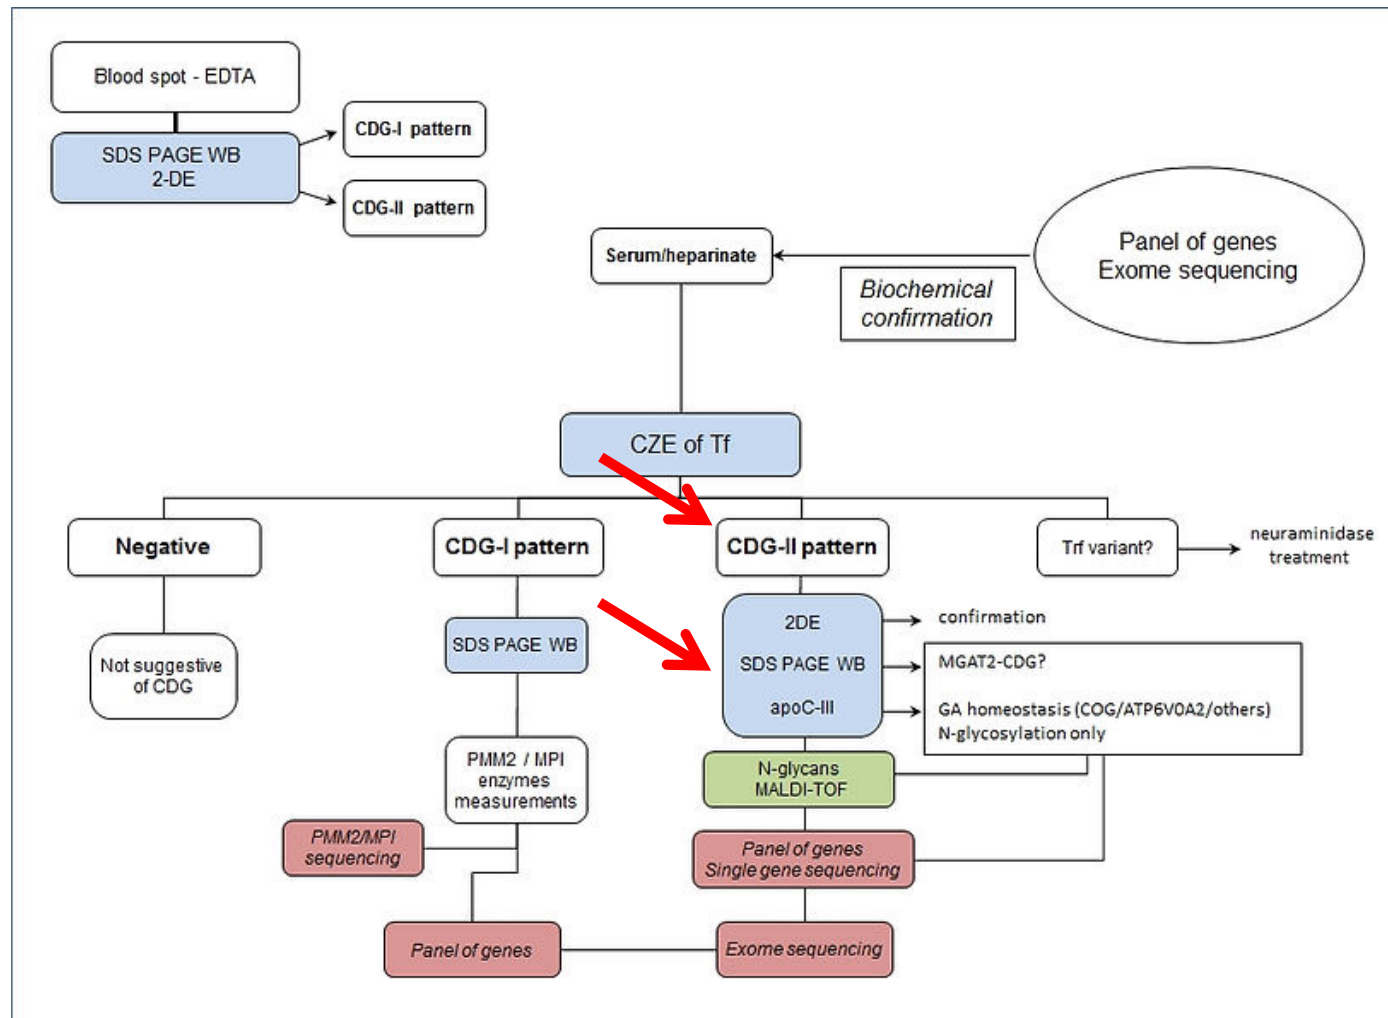 Blood spot - EDTA
SDS PAGE WB
2-DE
CDG-I pattern
CDG-II pattern
Serum/heparinate
Biochemical
confirmation
Panel of genes
Exome sequencing
CZE of Tf
Negative
CDG-I pattern
CDG-II pattern
Trf variant?
neuraminidase
treatment
Not suggestive
of CDG
SDS PAGE WB
2DE
SDS PAGE WB
apoC-III
confirmation
MGAT2-CDG?
GA homeostasis (COG/ATP6V0A2/others)
N-glycosylation only
PMM2 / MPI
enzymes
measurements
N-glycans
MALDI-TOF
PMM2/MPI
sequencing
Panel of genes
Single gene sequencing
Panel of genes
Exome sequencing